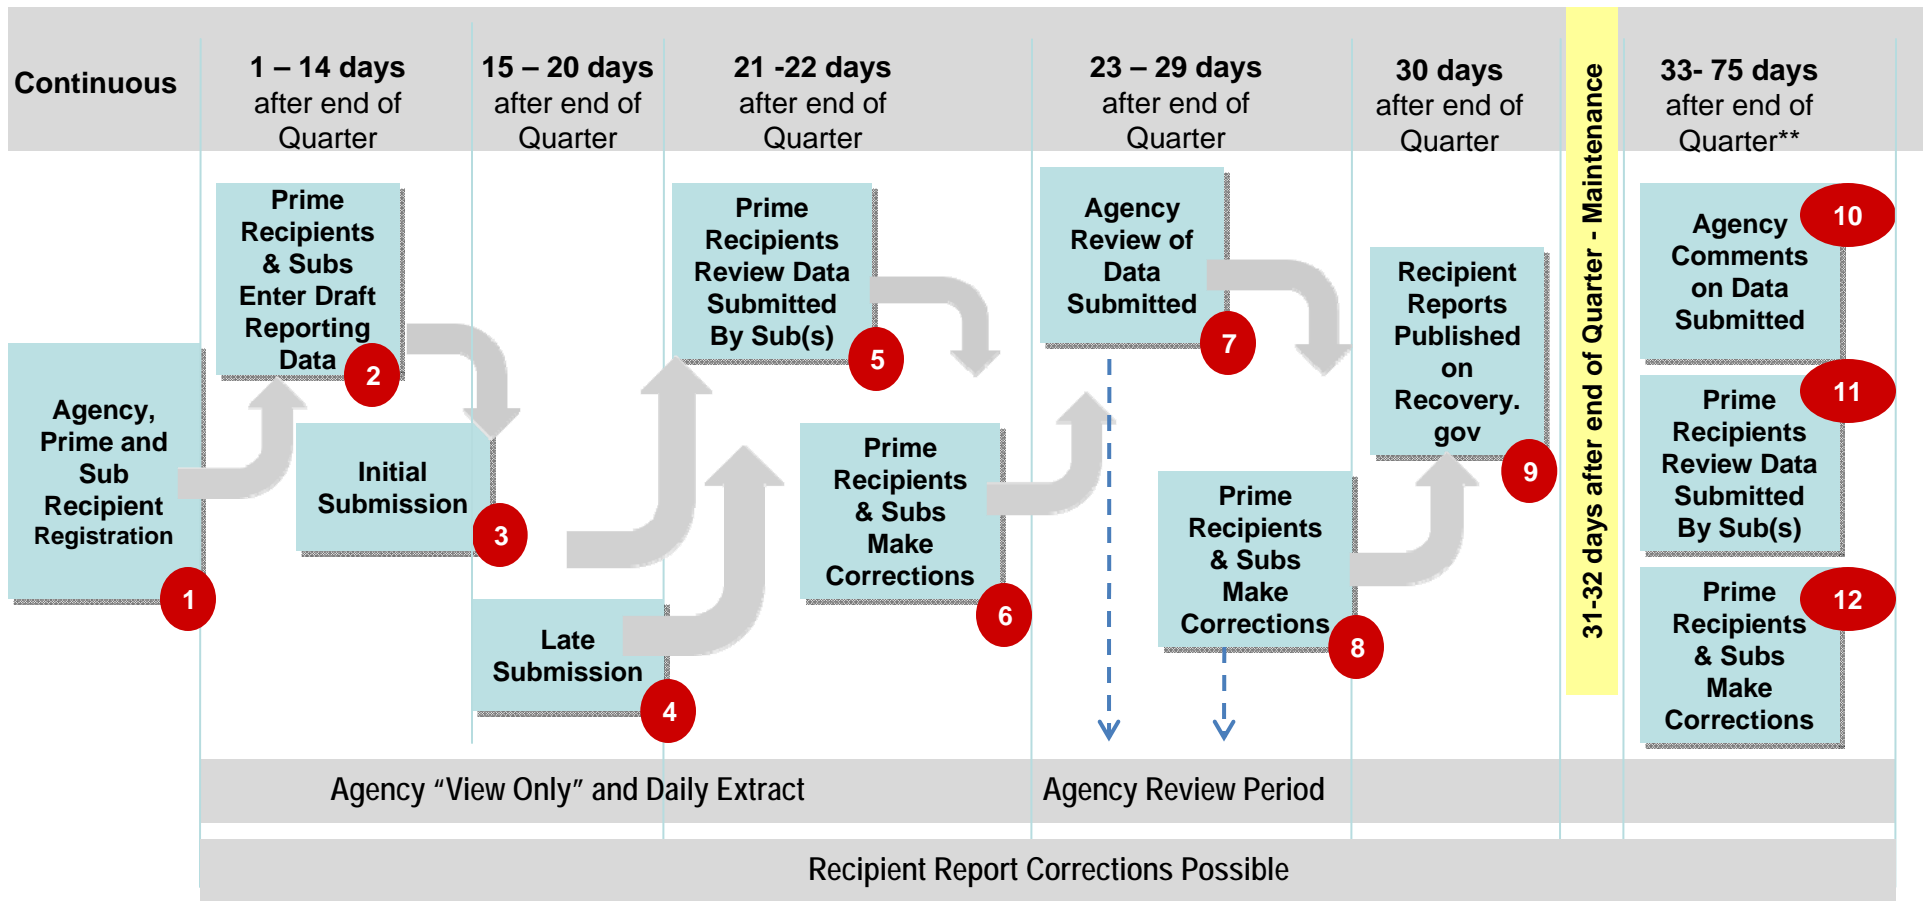 Continuous
1 – 14 days
after end of
Quarter
15 – 20 days
after end of
Quarter
21 -22 days
after end of
Quarter
23 – 29 days
after end of
Quarter
30 days
after end of
Quarter
31-32 days after end of Quarter - Maintenance
33- 75 days
after end of
Quarter**
Agency,
Prime and
Sub
Recipient
Registration
1
Prime
Recipients
& Subs
Enter Draft
Reporting
Data
2
Initial
Submission
3
Late
Submission
4
Prime
Recipients
Review Data
Submitted
By Sub(s)
5
Prime
Recipients
& Subs
Make
Corrections
6
Agency
Review of
Data
Submitted
7
Prime
Recipients
& Subs
Make
Corrections
8
Recipient
Reports
Published
on
Recovery.
gov
9
Agency
Comments
on Data
Submitted
10
Prime
Recipients
Review Data
Submitted
By Sub(s)
11
Prime
Recipients
& Subs
Make
Corrections
12
Agency “View Only” and Daily Extract
Agency Review Period
Recipient Report Corrections Possible